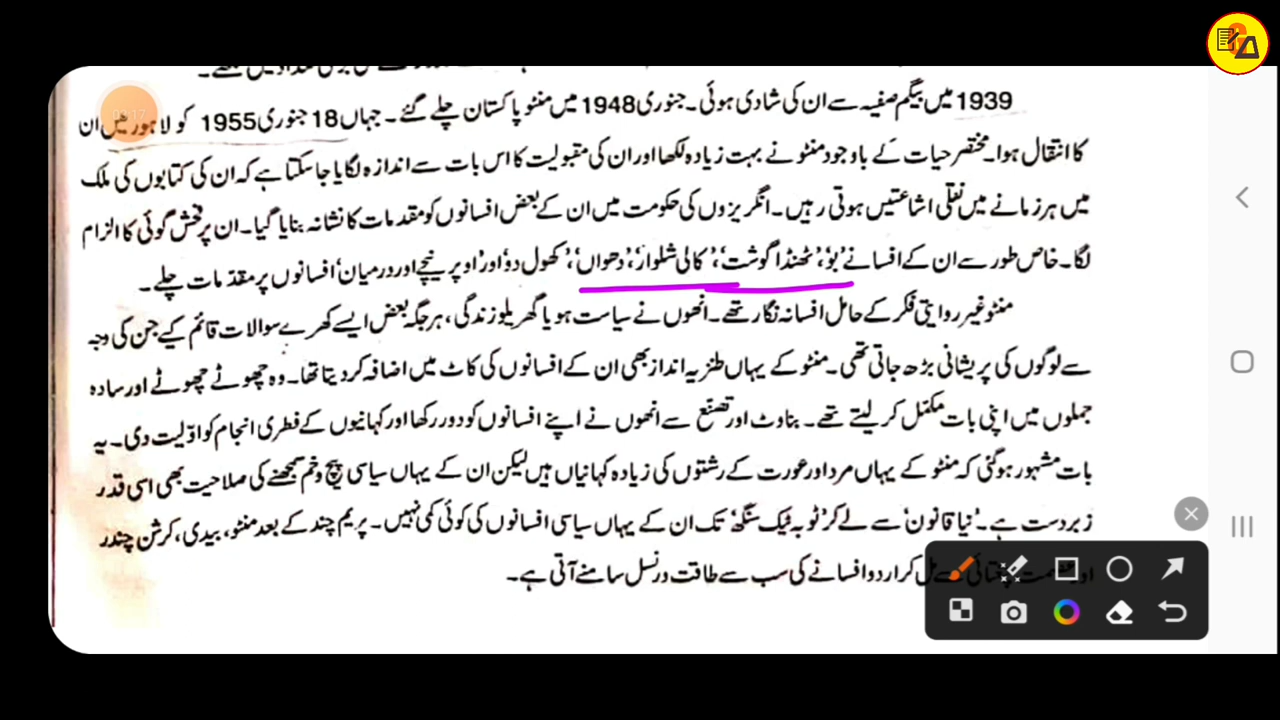 1939 میں بیگم صفیہ سے ان کی شادی ہوئی۔ جنوری 1948 میں منٹو پاکستان چلے گئے۔ جہاں 18 جنوری 1955 کو لاہور میں ان
کا انتقال ہوا۔ مختصر حیات کے باوجود منٹو نے بہت زیادہ لکھا اور ان کی مقبولیت کا اس بات سے اندازہ لگایا جا سکتا ہے کہ ان کی کتابوں کی ملک
میں ہر زمانے میں نقلی اشاعتیں ہوتی رہیں۔ انگریزوں کی حکومت میں ان کے بعض افسانوں کو مقدمات کا نشانہ بنایا گیا۔ ان پر فحش گوئی کا الزام
لگا۔ خاص طور سے ان کے افسانے 'بو'، 'ٹھنڈا گوشت'، 'کالی شلوار'، 'دھواں'، 'کھول دو' اور 'اوپر نیچے اور درمیان' افسانوں پر مقدمات چلے۔
منٹو غیر روایتی فکر کے حامل افسانہ نگار تھے۔ انھوں نے سیاست ہو یا گھریلو زندگی، ہر جگہ بعض ایسے کھرے سوالات قائم کیے جن کی وجہ
سے لوگوں کی پریشانی بڑھ جاتی تھی۔ منٹو کے یہاں طنزیہ انداز بھی ان کے افسانوں کی کاٹ میں اضافہ کر دیتا تھا۔ وہ چھوٹے چھوٹے اور سادہ
جملوں میں اپنی بات مکمل کر لیتے تھے۔ بناوٹ اور تصنّع سے انھوں نے اپنے افسانوں کو دور رکھا اور کہانیوں کے فطری انجام کو اوّلیت دی۔ یہ
بات مشہور ہو گئی کہ منٹو کے یہاں مرد اور عورت کے رشتوں کی زیادہ کہانیاں ہیں لیکن ان کے یہاں سیاسی پیچ و خم سمجھنے کی صلاحیت بھی اسی قدر
زبردست ہے۔ 'نیا قانون' سے لے کر 'ٹوبہ ٹیک سنگھ' تک ان کے یہاں سیاسی افسانوں کی کوئی کمی نہیں۔ پریم چند کے بعد منٹو، بیدی، کرشن چندر
مل کر اردو افسانے کی سب سے طاقت ور نسل سامنے آتی ہے۔